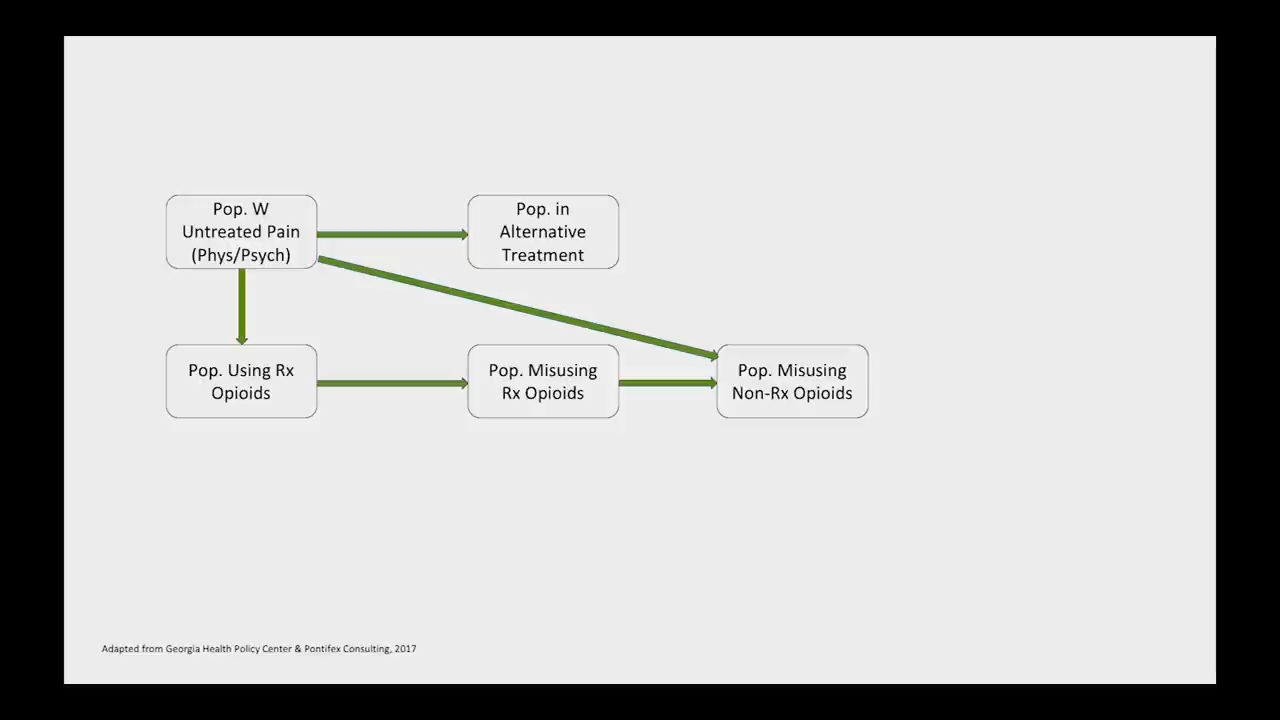 Pop. W
Untreated Pain
(Phys/Psych)
Pop. in
Alternative
Treatment
Pop. Using Rx
Opioids
Pop. Misusing
Rx Opioids
Pop. Misusing
Non-Rx Opioids
Adapted from Georgia Health Policy Center & Pontifex Consulting, 2017